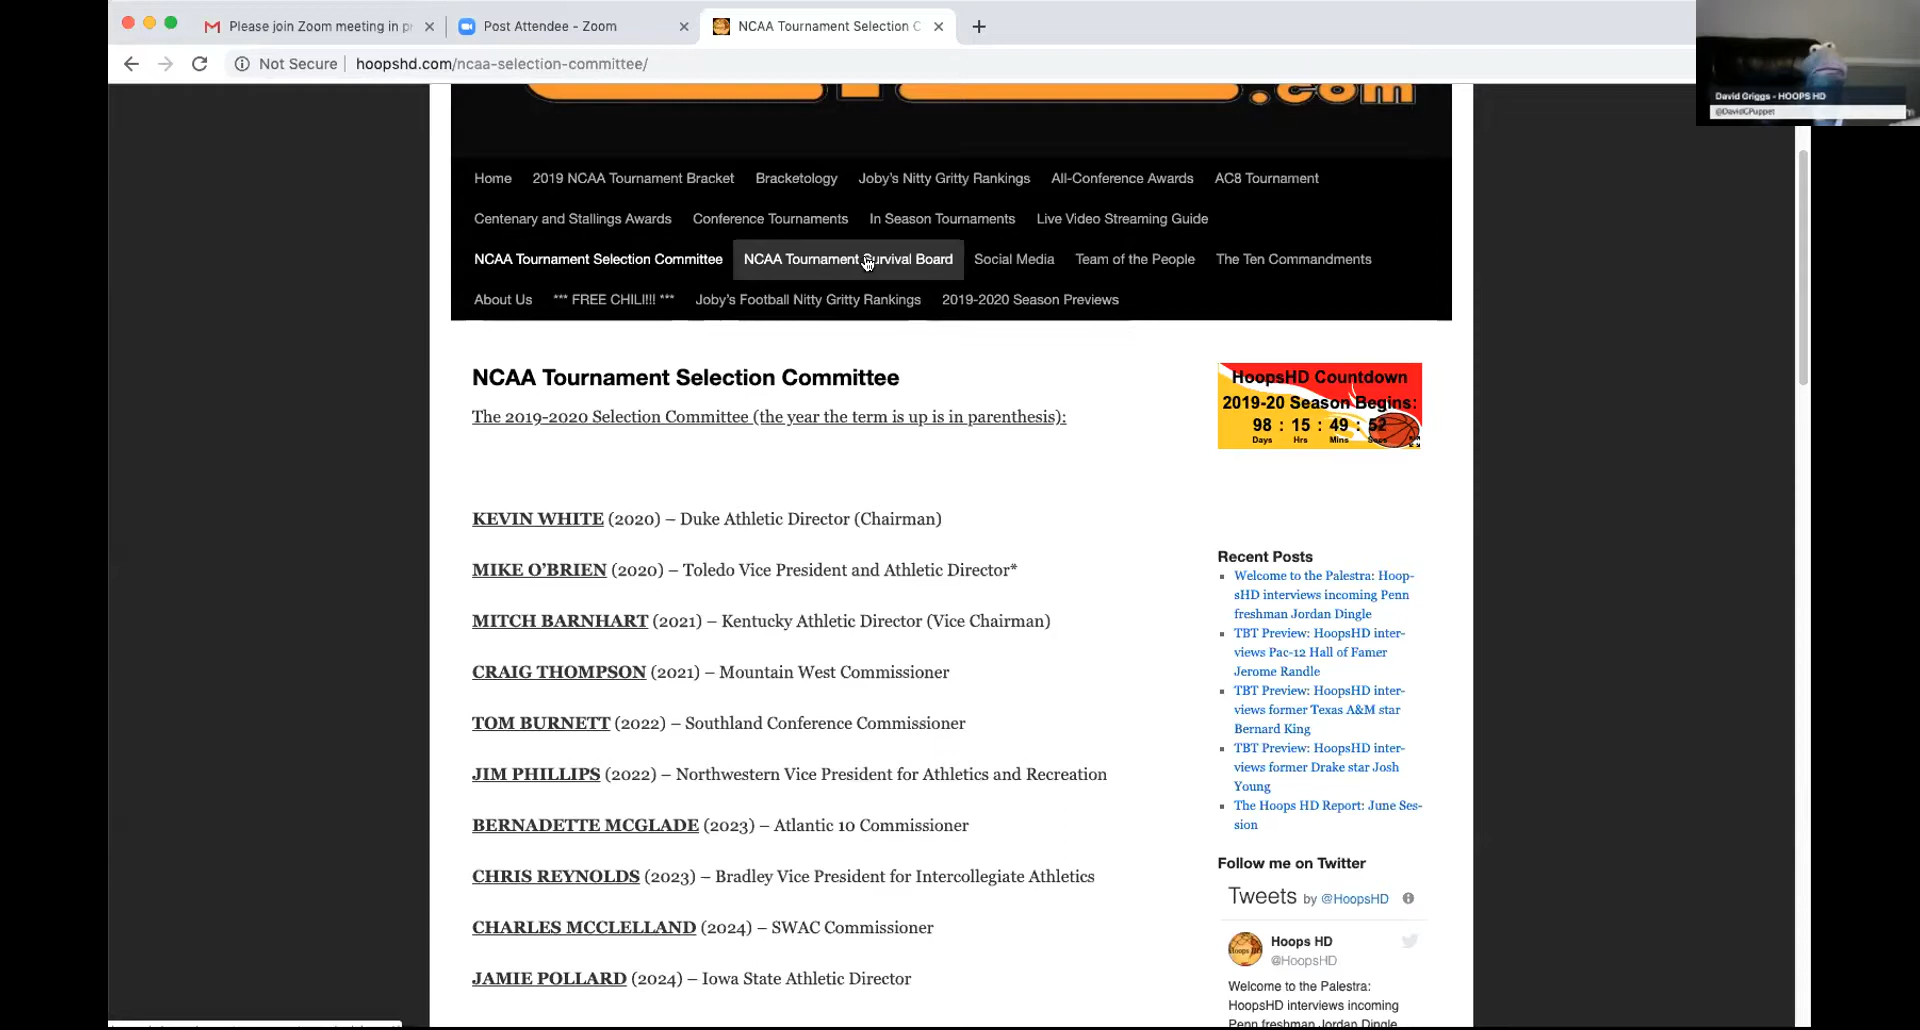 Please join Zoom meeting in pr
Post Attendee - Zoom
NCAA Tournament Selection C
Not Secure
hoopshd.com/ncaa-selection-committee/
David Griggs - HOOPS HD
@DavidCPuppet
.com
Home 2019 NCAA Tournament Bracket Bracketology Joby's Nitty Gritty Rankings All-Conference Awards AC8 Tournament
Centenary and Stallings Awards Conference Tournaments In Season Tournaments Live Video Streaming Guide
NCAA Tournament Selection Committee NCAA Tournament Survival Board Social Media Team of the People The Ten Commandments
About Us *** FREE CHILI!!! *** Joby's Football Nitty Gritty Rankings 2019-2020 Season Previews
NCAA Tournament Selection Committee
The 2019-2020 Selection Committee (the year the term is up is in parenthesis):
KEVIN WHITE (2020) – Duke Athletic Director (Chairman)
MIKE O'BRIEN (2020) – Toledo Vice President and Athletic Director*
MITCH BARNHART (2021) – Kentucky Athletic Director (Vice Chairman)
CRAIG THOMPSON (2021) – Mountain West Commissioner
TOM BURNETT (2022) – Southland Conference Commissioner
JIM PHILLIPS (2022) – Northwestern Vice President for Athletics and Recreation
BERNADETTE MCGLADE (2023) – Atlantic 10 Commissioner
CHRIS REYNOLDS (2023) – Bradley Vice President for Intercollegiate Athletics
CHARLES MCCLELLAND (2024) – SWAC Commissioner
JAMIE POLLARD (2024) – Iowa State Athletic Director
HoopsHD Countdown
2019-20 Season Begins:
98 : 15 : 49 : 52
Days Hrs Mins Secs
Recent Posts
Welcome to the Palestra: Hoop-
sHD interviews incoming Penn
freshman Jordan Dingle
TBT Preview: HoopsHD inter-
views Pac-12 Hall of Famer
Jerome Randle
TBT Preview: HoopsHD inter-
views former Texas A&M star
Bernard King
TBT Preview: HoopsHD inter-
views former Drake star Josh
Young
The Hoops HD Report: June Ses-
sion
Follow me on Twitter
Tweets by @HoopsHD
Hoops HD
@HoopsHD
Welcome to the Palestra:
HoopsHD interviews incoming
Penn freshman Jordan Dingle